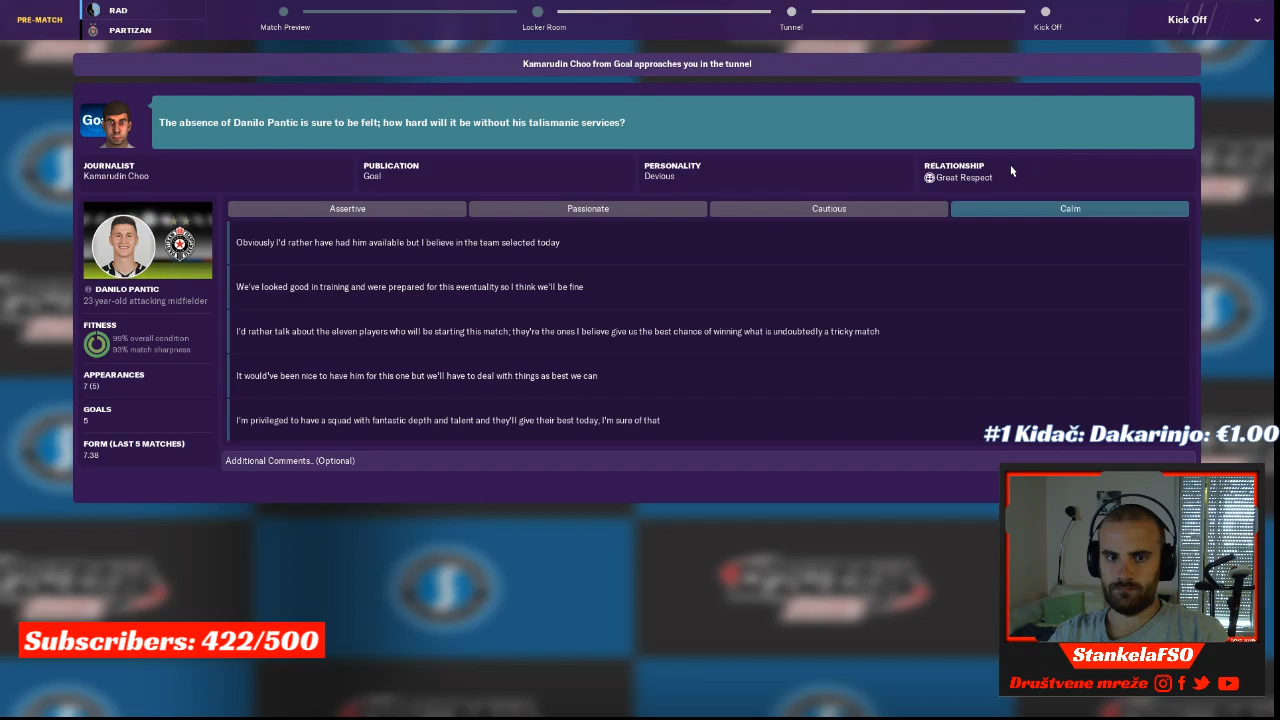 PRE-MATCH
RAD
PARTIZAN
Match Preview
Locker Room
Tunnel
Kick Off
Kick Off
Kamarudin Choo from Goal approaches you in the tunnel
Goa
The absence of Danilo Pantic is sure to be felt; how hard will it be without his talismanic services?
JOURNALIST
Kamarudin Choo
PUBLICATION
Goal
PERSONALITY
Devious
RELATIONSHIP
Great Respect
Assertive
Passionate
Cautious
Calm
DANILO PANTIC
23 year-old attacking midfielder
FITNESS
99% overall condition
93% match sharpness
APPEARANCES
7 (5)
GOALS
5
FORM (LAST 5 MATCHES)
7.38
Obviously I'd rather have had him available but I believe in the team selected today
We've looked good in training and were prepared for this eventuality so I think we'll be fine
I'd rather talk about the eleven players who will be starting this match; they're the ones I believe give us the best chance of winning what is undoubtedly a tricky match
It would've been nice to have him for this one but we'll have to deal with things as best we can
I'm privileged to have a squad with fantastic depth and talent and they'll give their best today, I'm sure of that
Additional Comments.. (Optional)
#1 Kidač: Dakarinjo: €1.00
Subscribers: 422/500
StankelaFSO
Društvene mreže